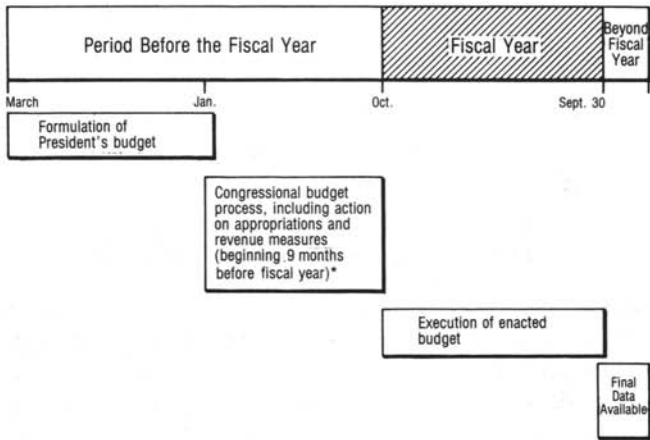 Period Before the Fiscal Year
Fiscal Year
Beyond
Fiscal
Year
March
Jan.
Oct.
Sept. 30
Formulation of
President's budget
Congressional budget
process, including action
on appropriations and
revenue measures
(beginning 9 months
before fiscal year)*
Execution of enacted
budget
Final
Data
Available